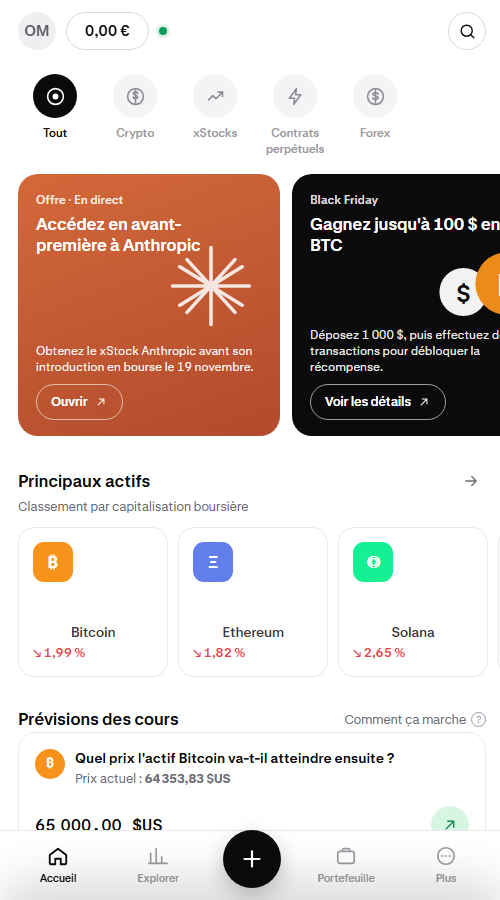 OM
0,00 €
Tout
Crypto
xStocks
Contrats
perpétuels
Forex
Offre · En direct
Accédez en avant-
première à Anthropic
Obtenez le xStock Anthropic avant son
introduction en bourse le 19 novembre.
Ouvrir
Black Friday
Gagnez jusqu'à 100 $ en
BTC
$
Déposez 1 000 $, puis effectuez
transactions pour débloquer la
récompense.
Voir les détails
Principaux actifs
Classement par capitalisation boursière
Bitcoin
1,99 %
Ethereum
1,82 %
Solana
2,65 %
Prévisions des cours
Comment ça marche ?
Quel prix l'actif Bitcoin va-t-il atteindre ensuite ?
Prix actuel : 64 353,83 $US
65 000,00 $US
Accueil
Explorer
Portefeuille
Plus